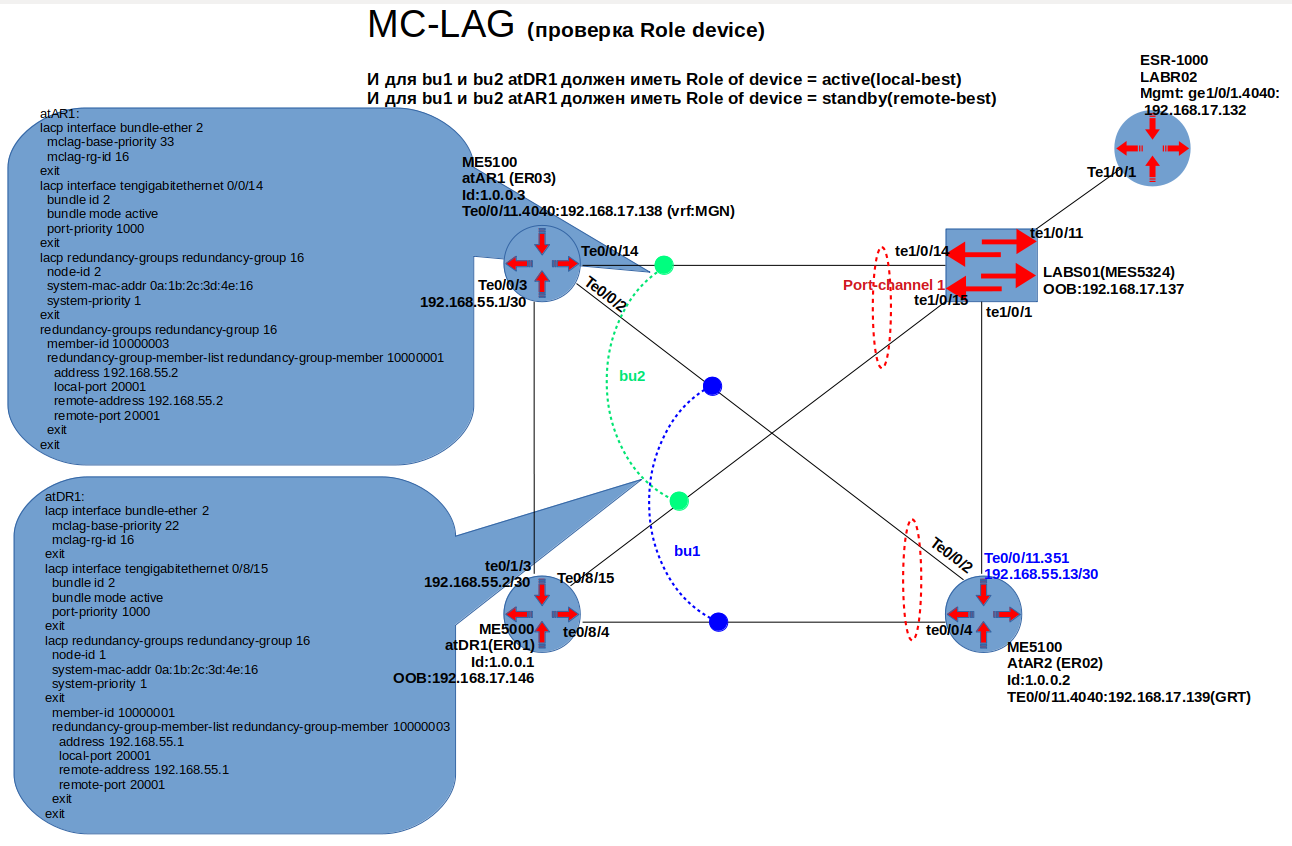 MC-LAG (проверка Role device)
И для bu1 и bu2 atDR1 должен иметь Role of device = active(local-best)
И для bu1 и bu2 atAR1 должен иметь Role of device = standby(remote-best)
atAR1:
lacp interface bundle-ether 2
mclag-base-priority 33
mclag-rg-id 16
exit
lacp interface tengigabitethernet 0/0/14
bundle id 2
bundle mode active
port-priority 1000
exit
lacp redundancy-groups redundancy-group 16
node-id 2
system-mac-addr 0a:1b:2c:3d:4e:16
system-priority 1
exit
redundancy-groups redundancy-group 16
member-id 10000003
redundancy-group-member-list redundancy-group-member 10000001
address 192.168.55.2
local-port 20001
remote-address 192.168.55.2
remote-port 20001
exit
exit
atDR1:
lacp interface bundle-ether 2
mclag-base-priority 22
mclag-rg-id 16
exit
lacp interface tengigabitethernet 0/8/15
bundle id 2
bundle mode active
port-priority 1000
exit
lacp redundancy-groups redundancy-group 16
node-id 1
system-mac-addr 0a:1b:2c:3d:4e:16
system-priority 1
exit
member-id 10000001
redundancy-group-member-list redundancy-group-member 10000003
address 192.168.55.1
local-port 20001
remote-address 192.168.55.1
remote-port 20001
exit
exit
ME5100
atAR1 (ER03)
Id:1.0.0.3
Te0/0/11.4040:192.168.17.138 (vrf:MGN)
Te0/0/14
Te0/0/3
192.168.55.1/30
Te0/0/2
bu2
bu1
ESR-1000
LABR02
Mgmt: ge1/0/1.4040:
192.168.17.132
Te1/0/1
te1/0/11
te1/0/14
Port-channel 1
te1/0/15
LABS01(MES5324)
OOB:192.168.17.137
te1/0/1
te0/1/3
192.168.55.2/30
Te0/8/15
ME5000
atDR1(ER01)
Id:1.0.0.1
OOB:192.168.17.146
te0/8/4
Te0/0/2
Te0/0/11.351
192.168.55.13/30
te0/0/4
ME5100
AtAR2 (ER02)
Id:1.0.0.2
TE0/0/11.4040:192.168.17.139(GRT)